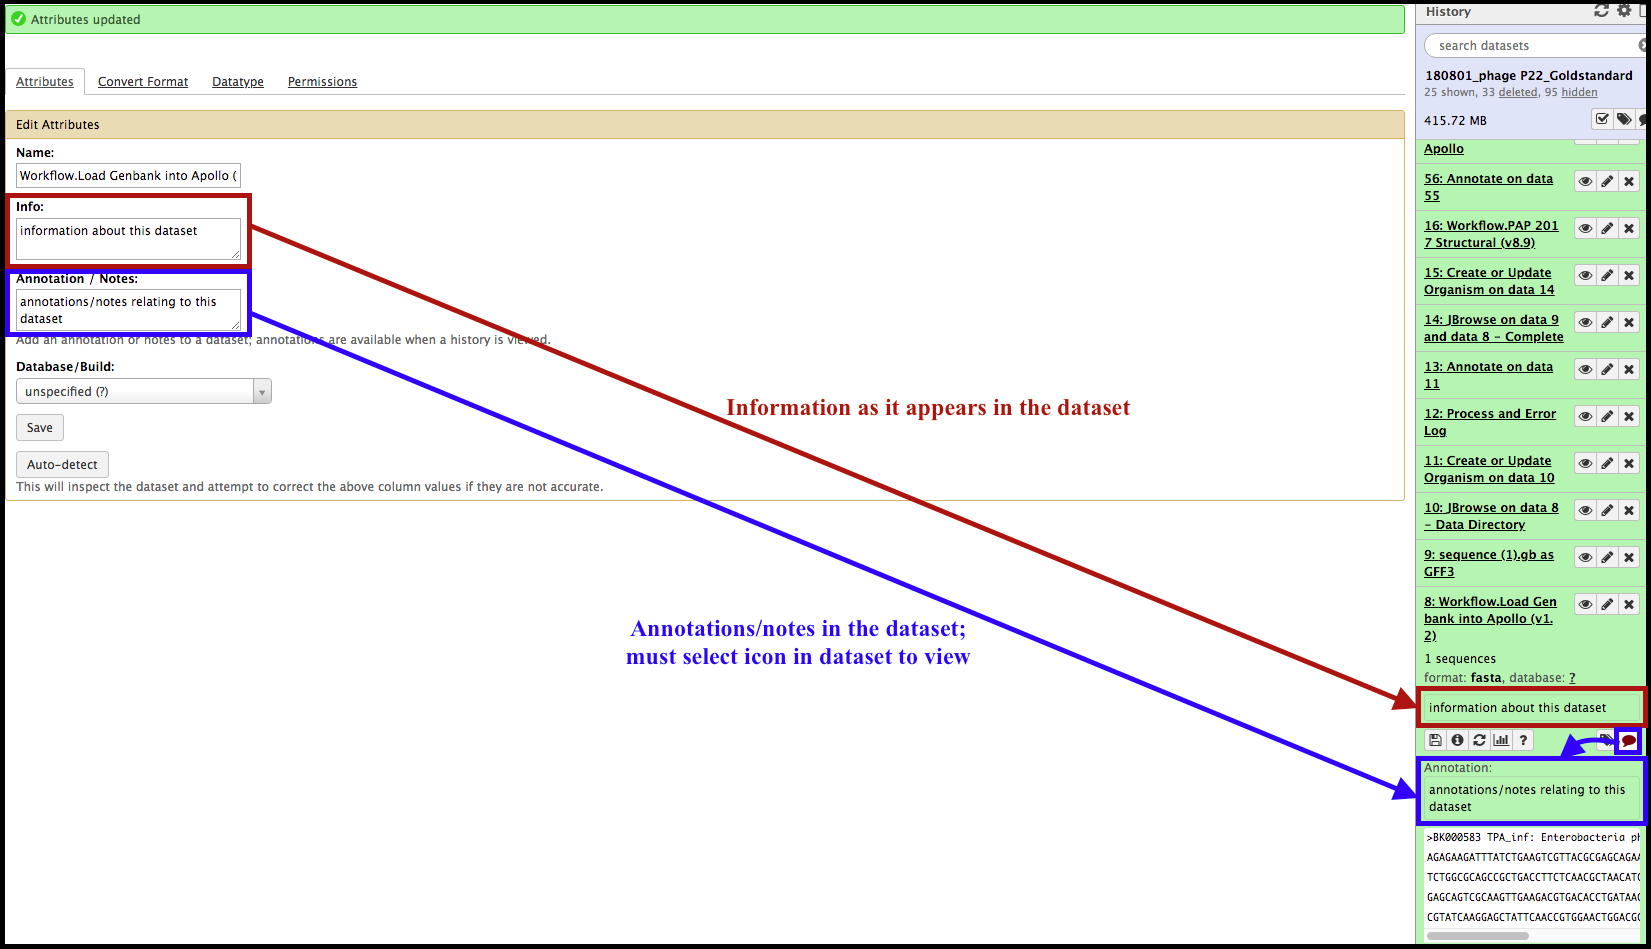 Attributes updated
Attributes Convert Format Datatype Permissions
Edit Attributes
Name:
Workflow.Load Genbank into Apollo (
Info:
information about this dataset
Annotation / Notes:
annotations/notes relating to this
dataset
Add an annotation or notes to a dataset; annotations are available when a history is viewed.
Database/Build:
unspecified (?)
Save
Auto-detect
This will inspect the dataset and attempt to correct the above column values if they are not accurate.
Information as it appears in the dataset
Annotations/notes in the dataset;
must select icon in dataset to view
History
search datasets
180801_phage P22_Goldstandard
25 shown, 33 deleted, 95 hidden
415.72 MB
Apollo
56: Annotate on data
55
16: Workflow.PAP 201
7 Structural (v8.9)
15: Create or Update
Organism on data 14
14: JBrowse on data 9
and data 8 - Complete
13: Annotate on data
11
12: Process and Error
Log
11: Create or Update
Organism on data 10
10: JBrowse on data 8
- Data Directory
9: sequence (1).gb as
GFF3
8: Workflow.Load Gen
bank into Apollo (v1.
2)
1 sequences
format: fasta, database: ?
information about this dataset
?
Annotation:
annotations/notes relating to this
dataset
>BK000583 TPA_inf: Enterobacteria ph
AGAGAAGATTTATCTGAAGTCGTTACGCGAGCAGAA
TCTGGCGCAGCCGCTGACCTTCTCAACGCTAACATC
GAGCAGTCGCAAGTTGAAGACGTGACACCTGATAAC
CGTATCAAGGAGCTATTCAACCGTGGAACTGGACGC